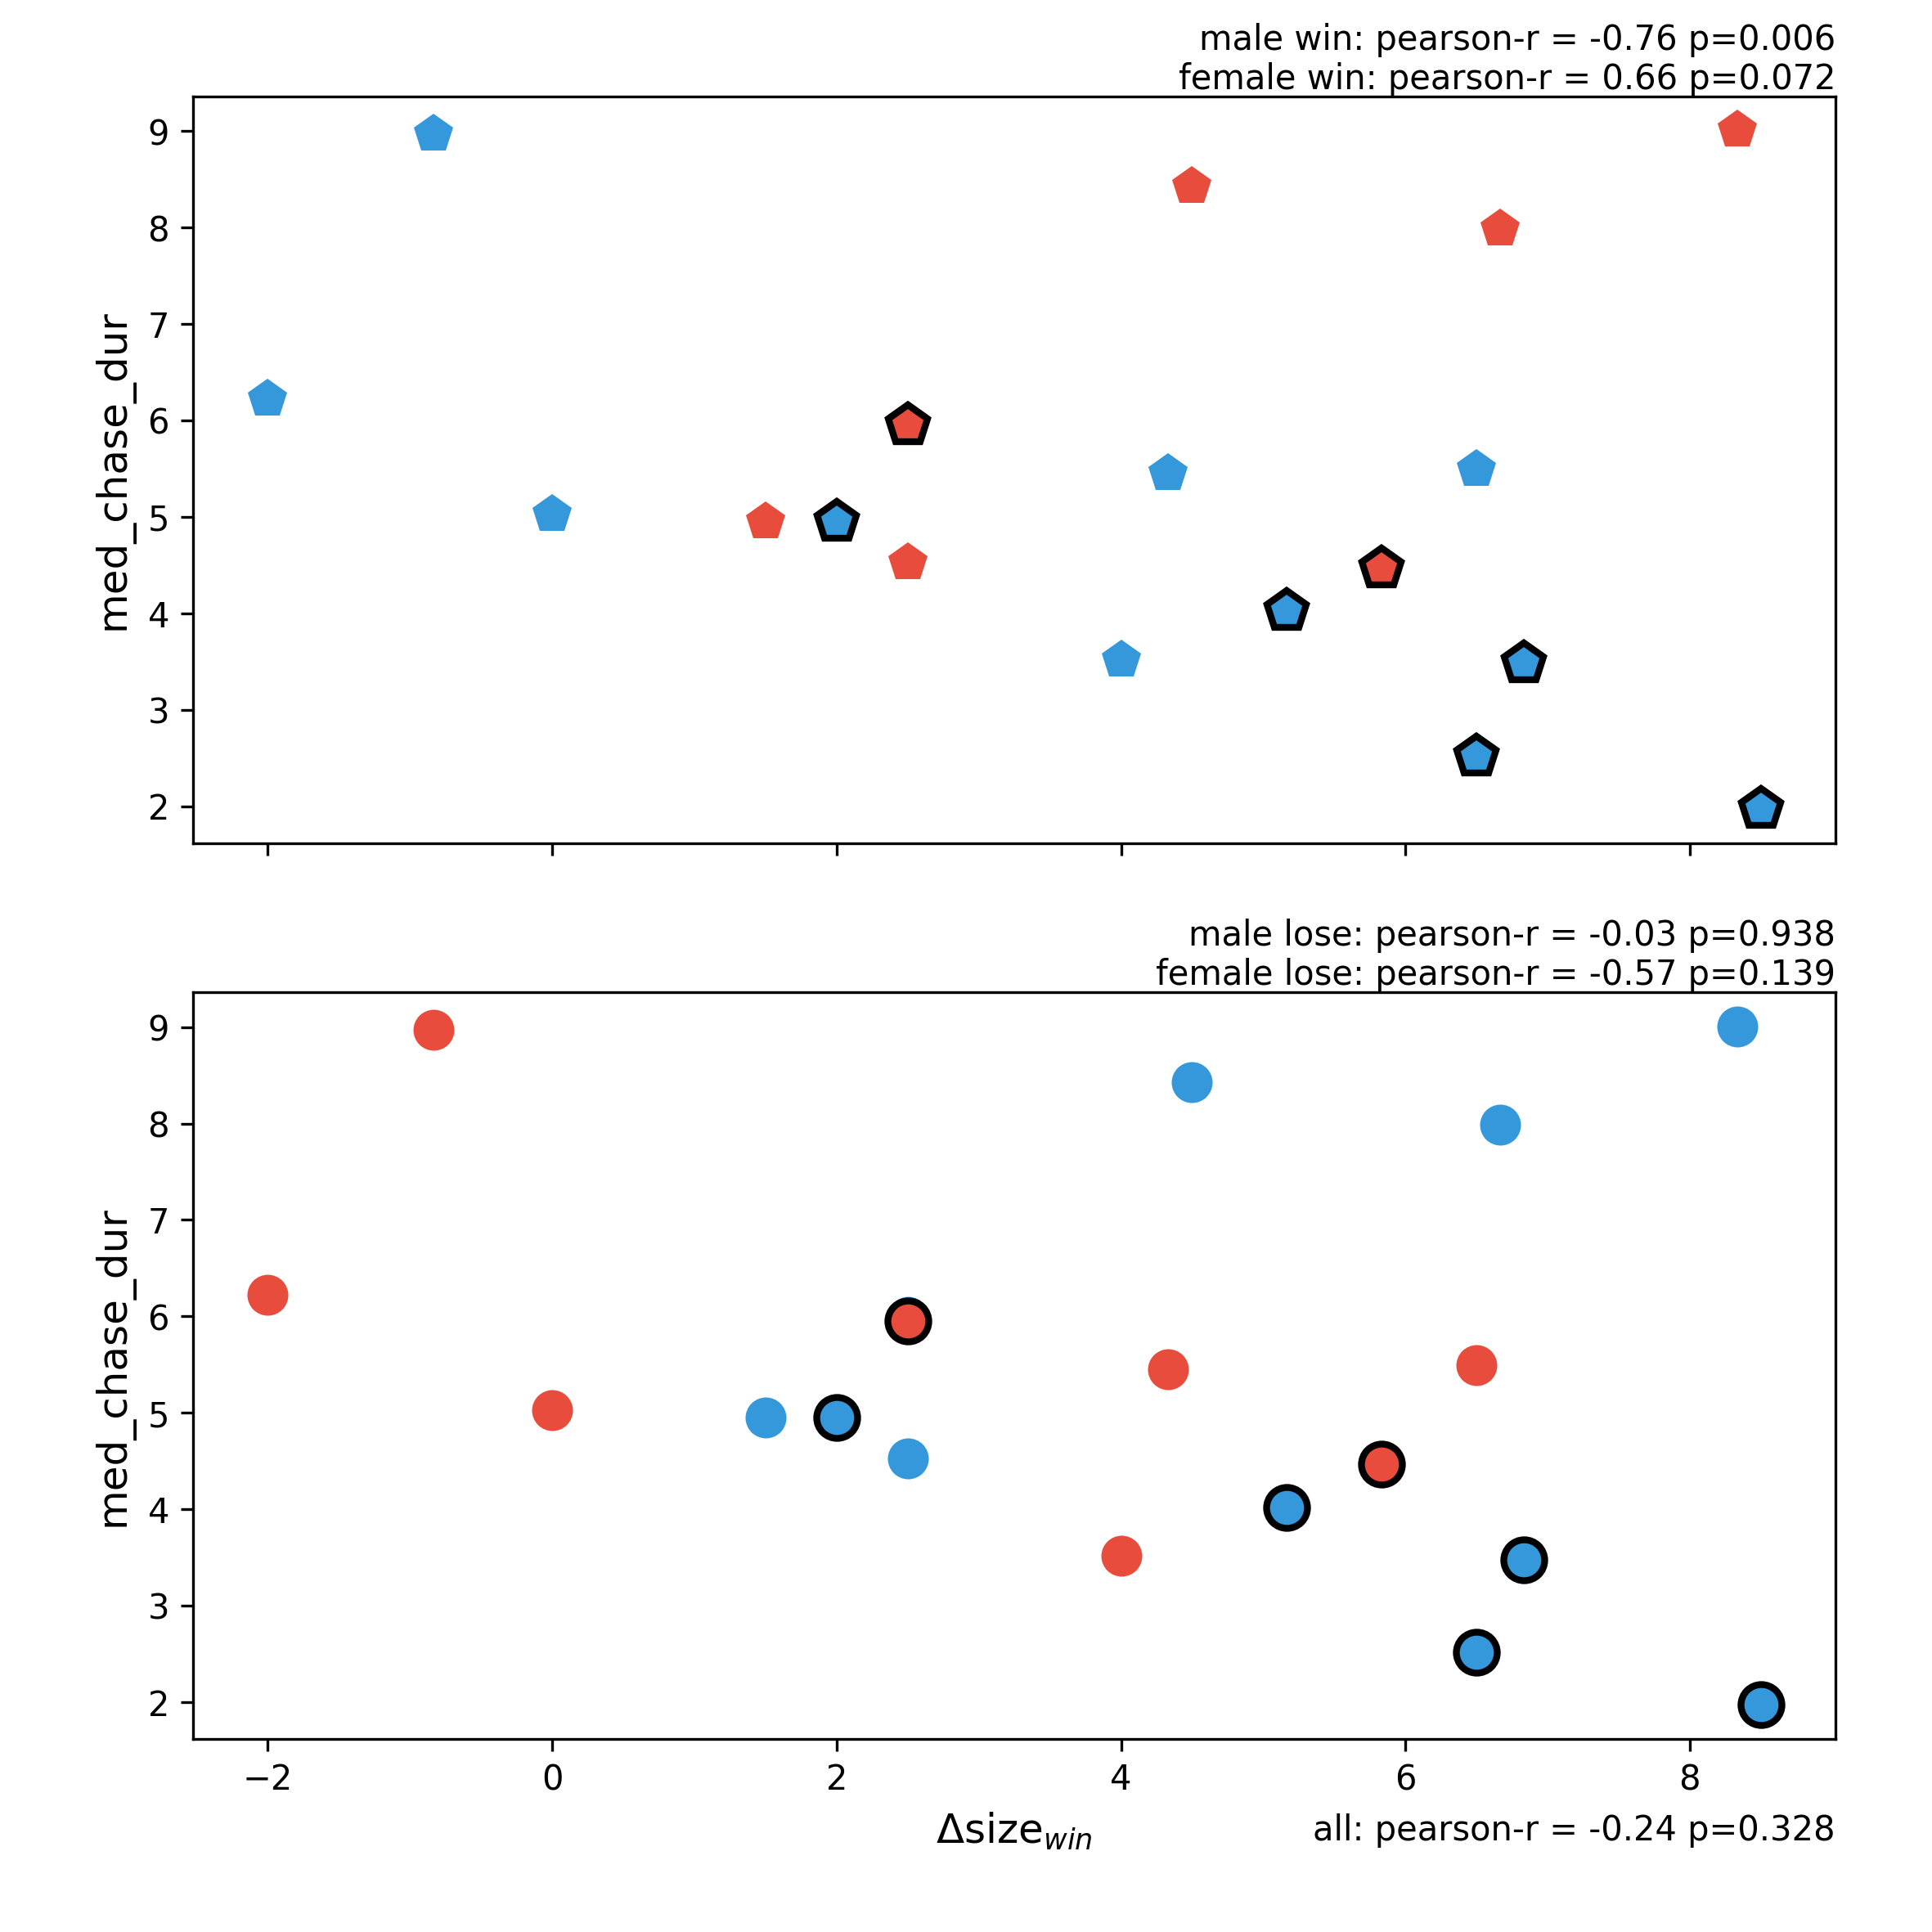 male win: pearson-r = -0.76 p=0.006
female win: pearson-r = 0.66 p=0.072
9
8
7
6
5
4
3
2
med_chase_dur
male lose: pearson-r = -0.03 p=0.938
female lose: pearson-r = -0.57 p=0.139
9
8
7
6
5
4
3
2
med_chase_dur
−2 0 2 4 6 8
Δsize_win
all: pearson-r = -0.24 p=0.328